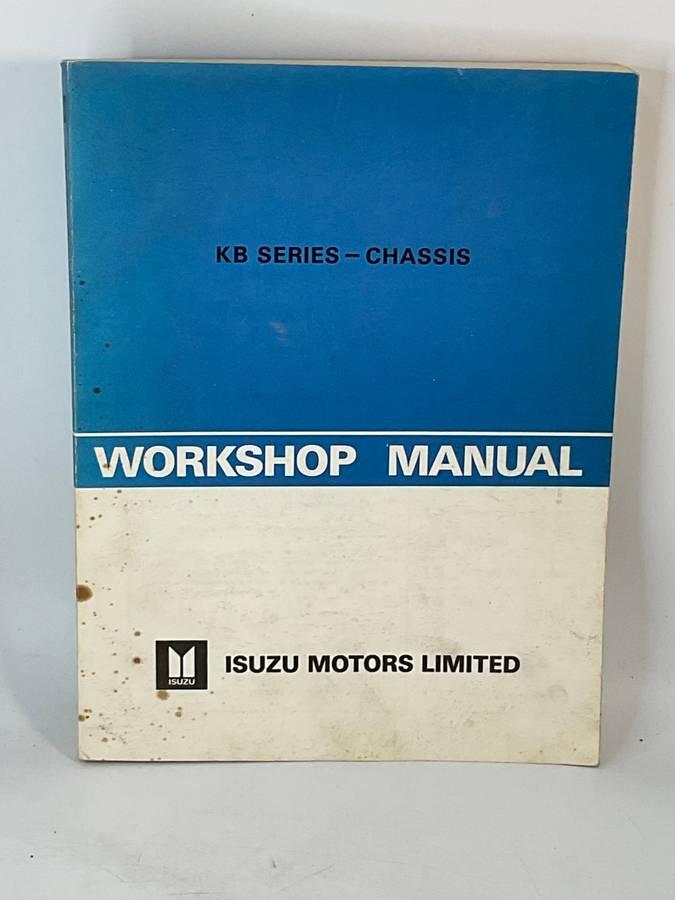 KB SERIES – CHASSIS
WORKSHOP MANUAL
ISUZU
ISUZU MOTORS LIMITED